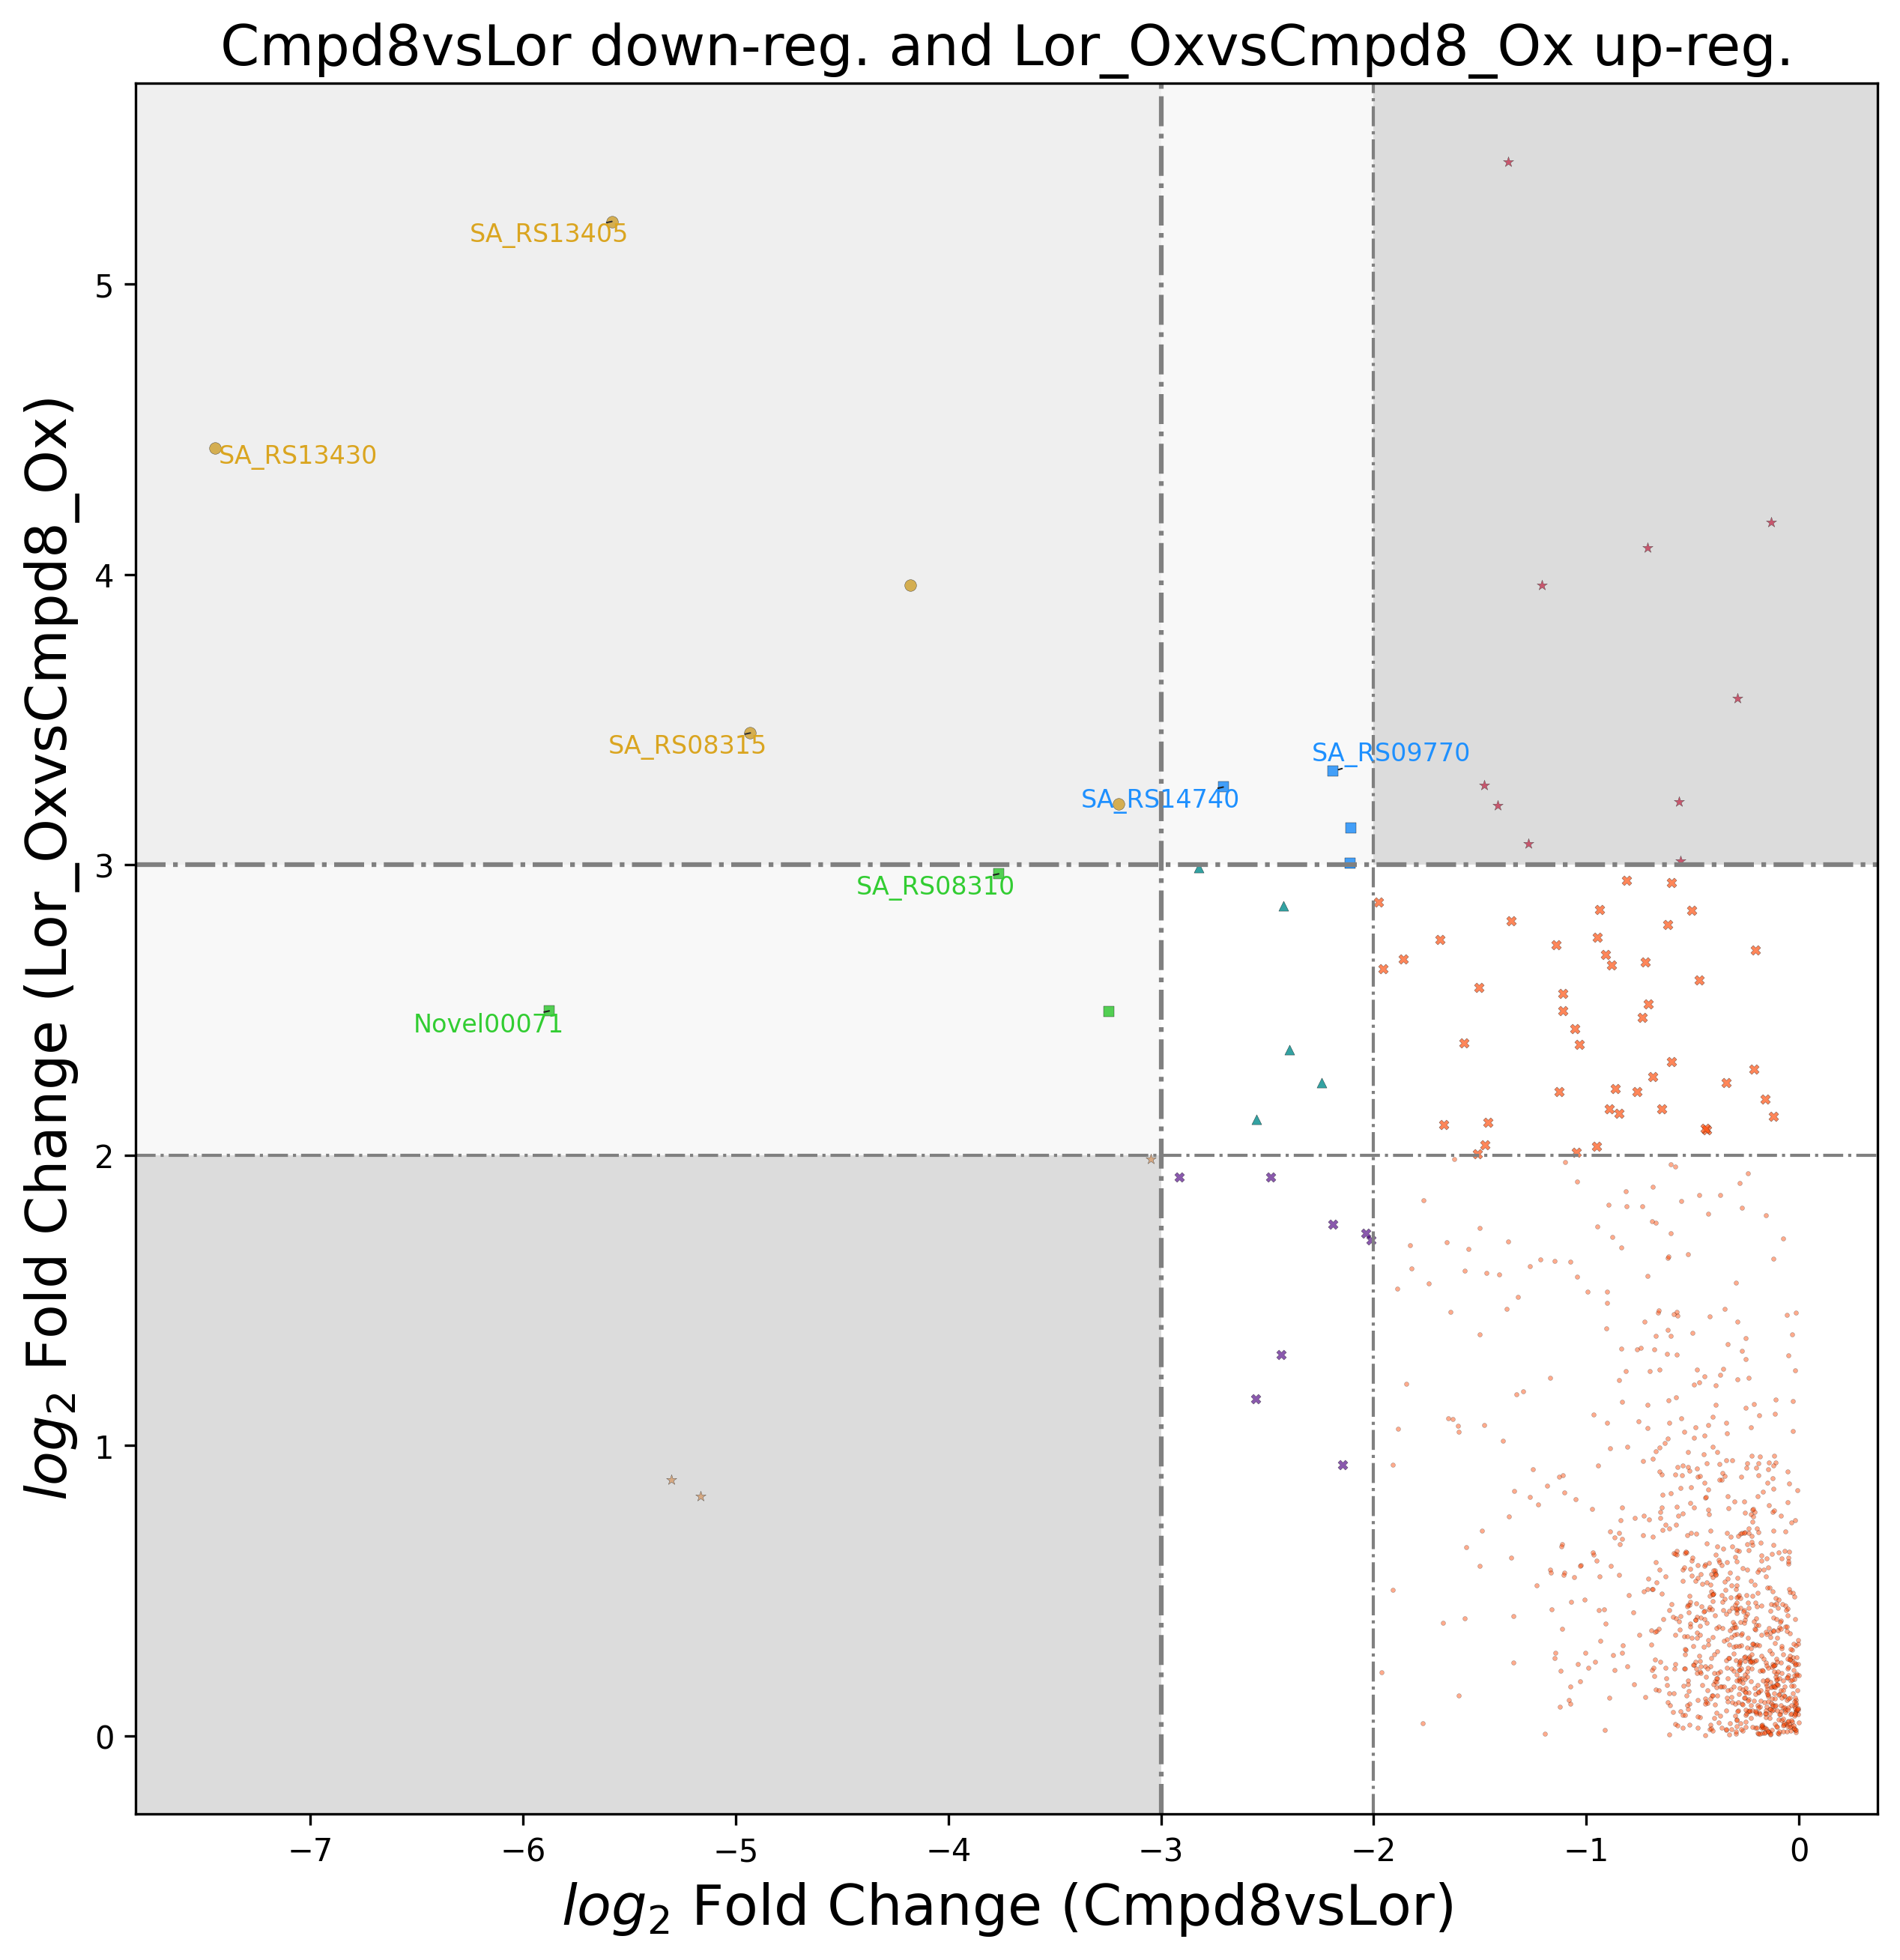 Cmpd8vsLor down-reg. and Lor_OxvsCmpd8_Ox up-reg.
log2 Fold Change (Lor_OxvsCmpd8_Ox)
5
4
3
2
1
0
SA_RS13405
SA_RS13430
SA_RS08315
SA_RS09770
SA_RS14740
SA_RS08310
Novel00071
−7
−6
−5
−4
−3
−2
−1
0
log2 Fold Change (Cmpd8vsLor)